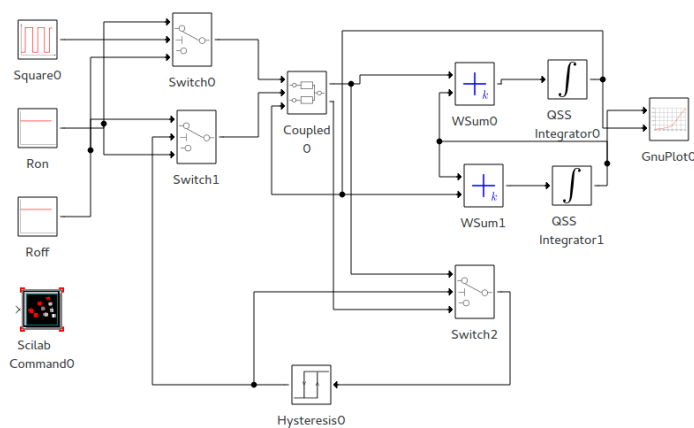 Square0
Switch0
Ron
Switch1
Coupled
0
k
WSum0
QSS
Integrator0
GnuPlot0
Roff
k
WSum1
QSS
Integrator1
Scilab
Command0
Switch2
Hysteresis0